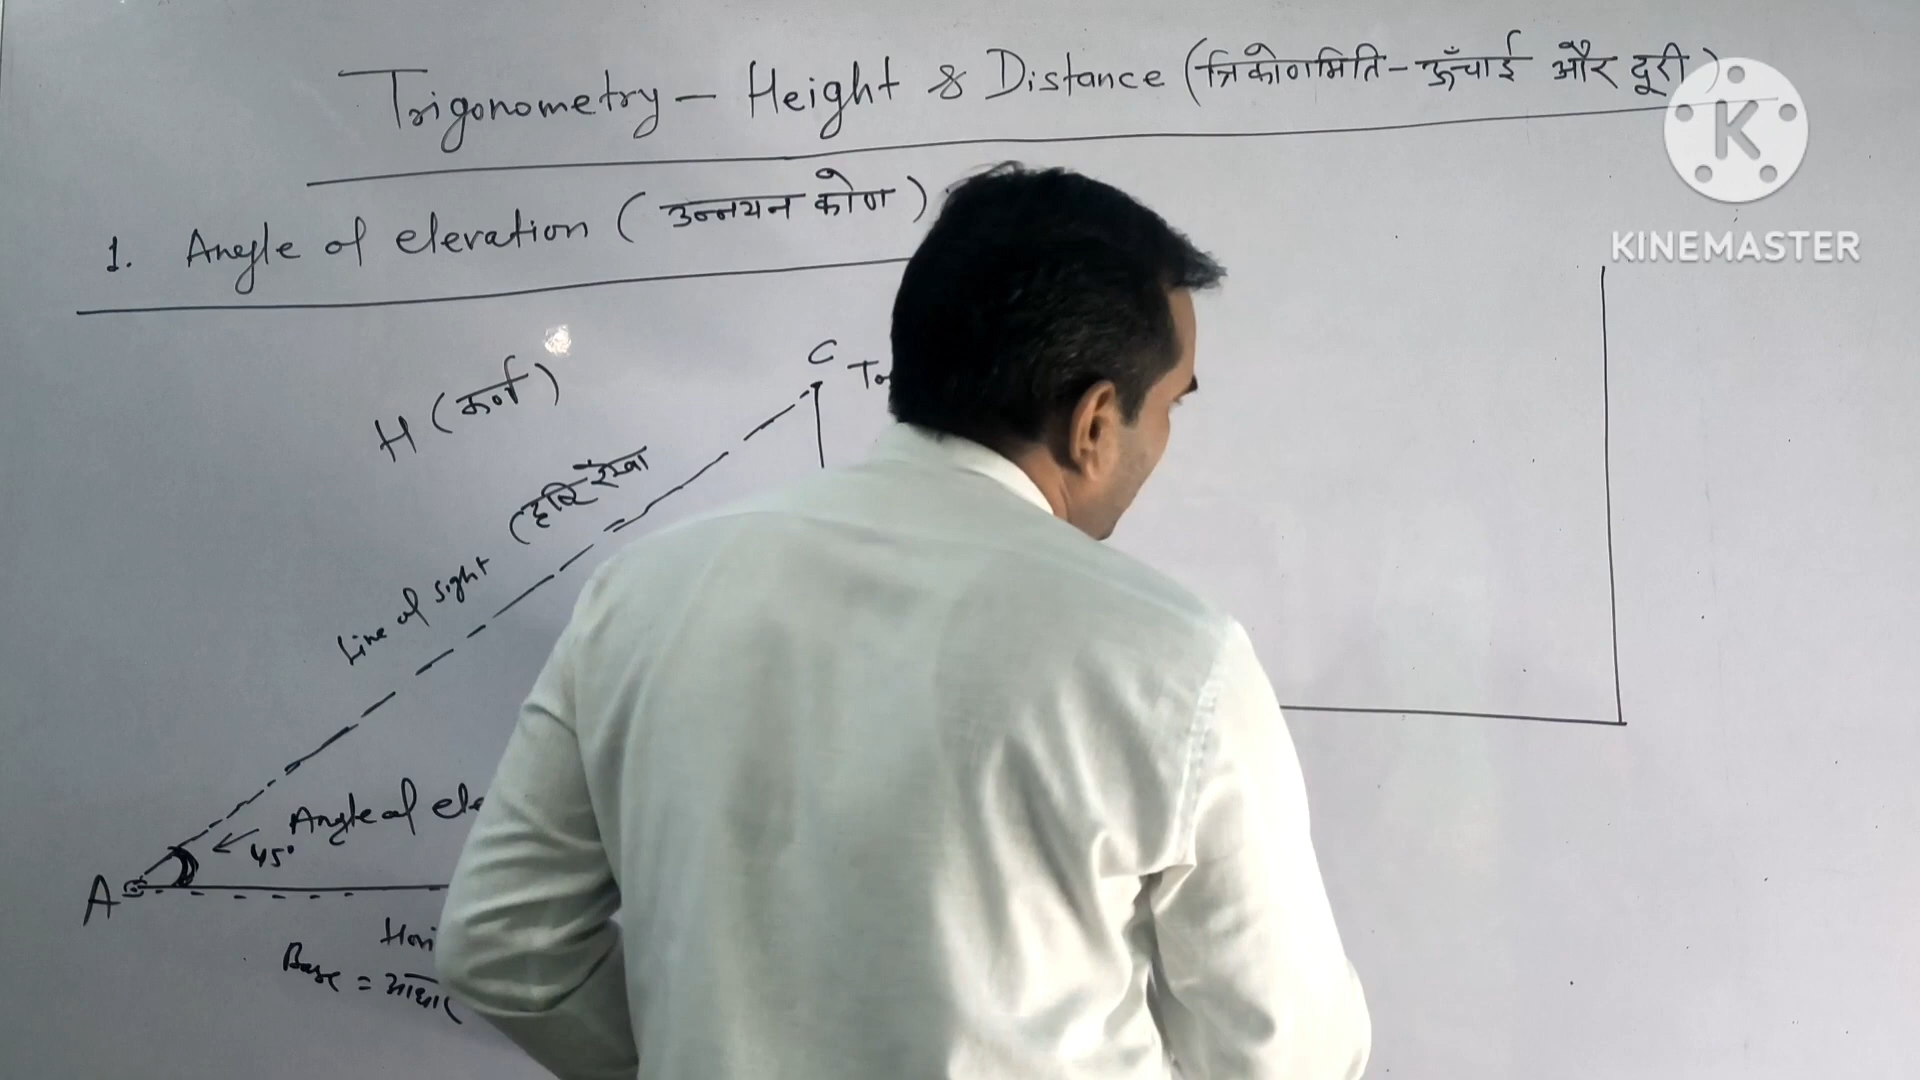 Trigonometry - Height & Distance (त्रिकोणमिति - ऊँचाई और दूरी)
K
KINEMASTER
1. Angle of elevation (उन्नयन कोण)
C
H (कर्ण)
Line of sight (दृष्टि रेखा
Angle of ele
45°
A
Hori
Base = आधार